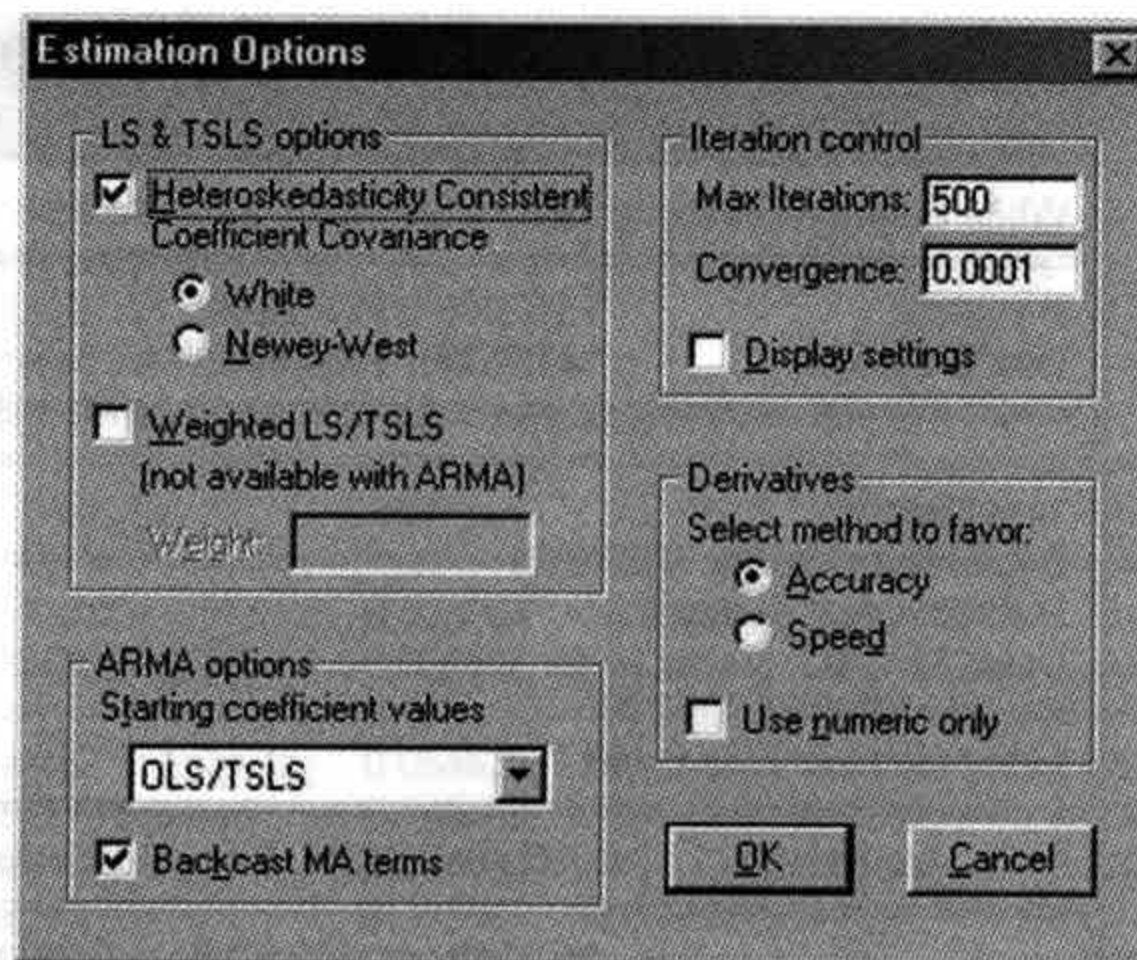 Estimation Options
LS & TSLS options
Heteroskedasticity Consistent
Coefficient Covariance
White
Newey-West
Weighted LS/TSLS
(not available with ARMA)
Weight:
ARMA options
Starting coefficient values
OLS/TSLS
Backcast MA terms
Iteration control
Max Iterations: 500
Convergence: 0.0001
Display settings
Derivatives
Select method to favor:
Accuracy
Speed
Use numeric only
OK
Cancel